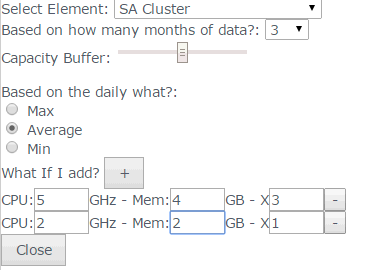 Select Element: SA Cluster
Based on how many months of data?: 3
Capacity Buffer:
Based on the daily what?:
Max
Average
Min
What If I add? +
CPU: 5 GHz - Mem: 4 GB - X 3 -
CPU: 2 GHz - Mem: 2 GB - X 1 -
Close